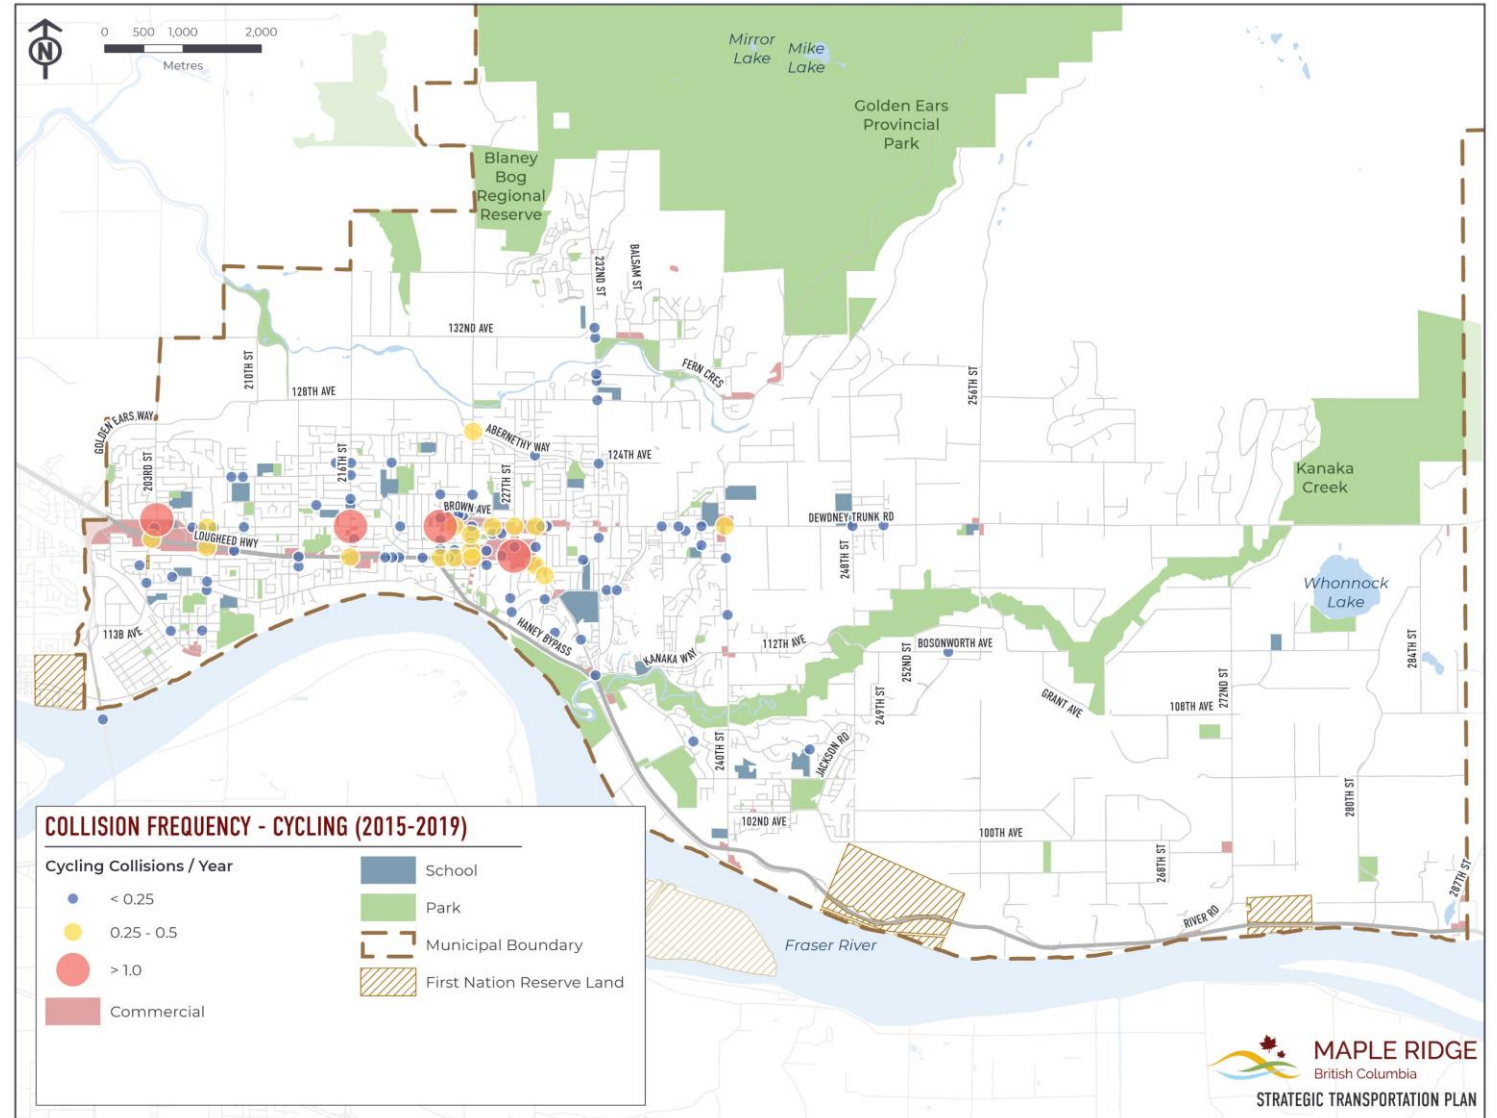 N
0 500 1,000 2,000
Metres
Mirror
Lake
Mike
Lake
Golden Ears
Provincial
Park
Blaney
Bog
Regional
Reserve
232ND ST
BALSAM ST
132ND AVE
210TH ST
128TH AVE
FERN CRES
256TH ST
GOLDEN EARS WAY
ABERNETHY WAY
124TH AVE
203RD ST
216TH ST
227TH ST
Kanaka
Creek
BROWN AVE
DEWDNEY TRUNK RD
LOUGHEED HWY
248TH ST
Whonnock
Lake
113B AVE
HANEY BYPASS
KANAKA WAY
112TH AVE
252ND ST
BOSONWORTH AVE
284TH ST
GRANT AVE
272ND ST
108TH AVE
249TH ST
240TH ST
JACKSON RD
280TH ST
102ND AVE
100TH AVE
268TH ST
287TH ST
RIVER RD
Fraser River
COLLISION FREQUENCY - CYCLING (2015-2019)
Cycling Collisions / Year
< 0.25
0.25 - 0.5
> 1.0
Commercial
School
Park
Municipal Boundary
First Nation Reserve Land
MAPLE RIDGE
British Columbia
STRATEGIC TRANSPORTATION PLAN